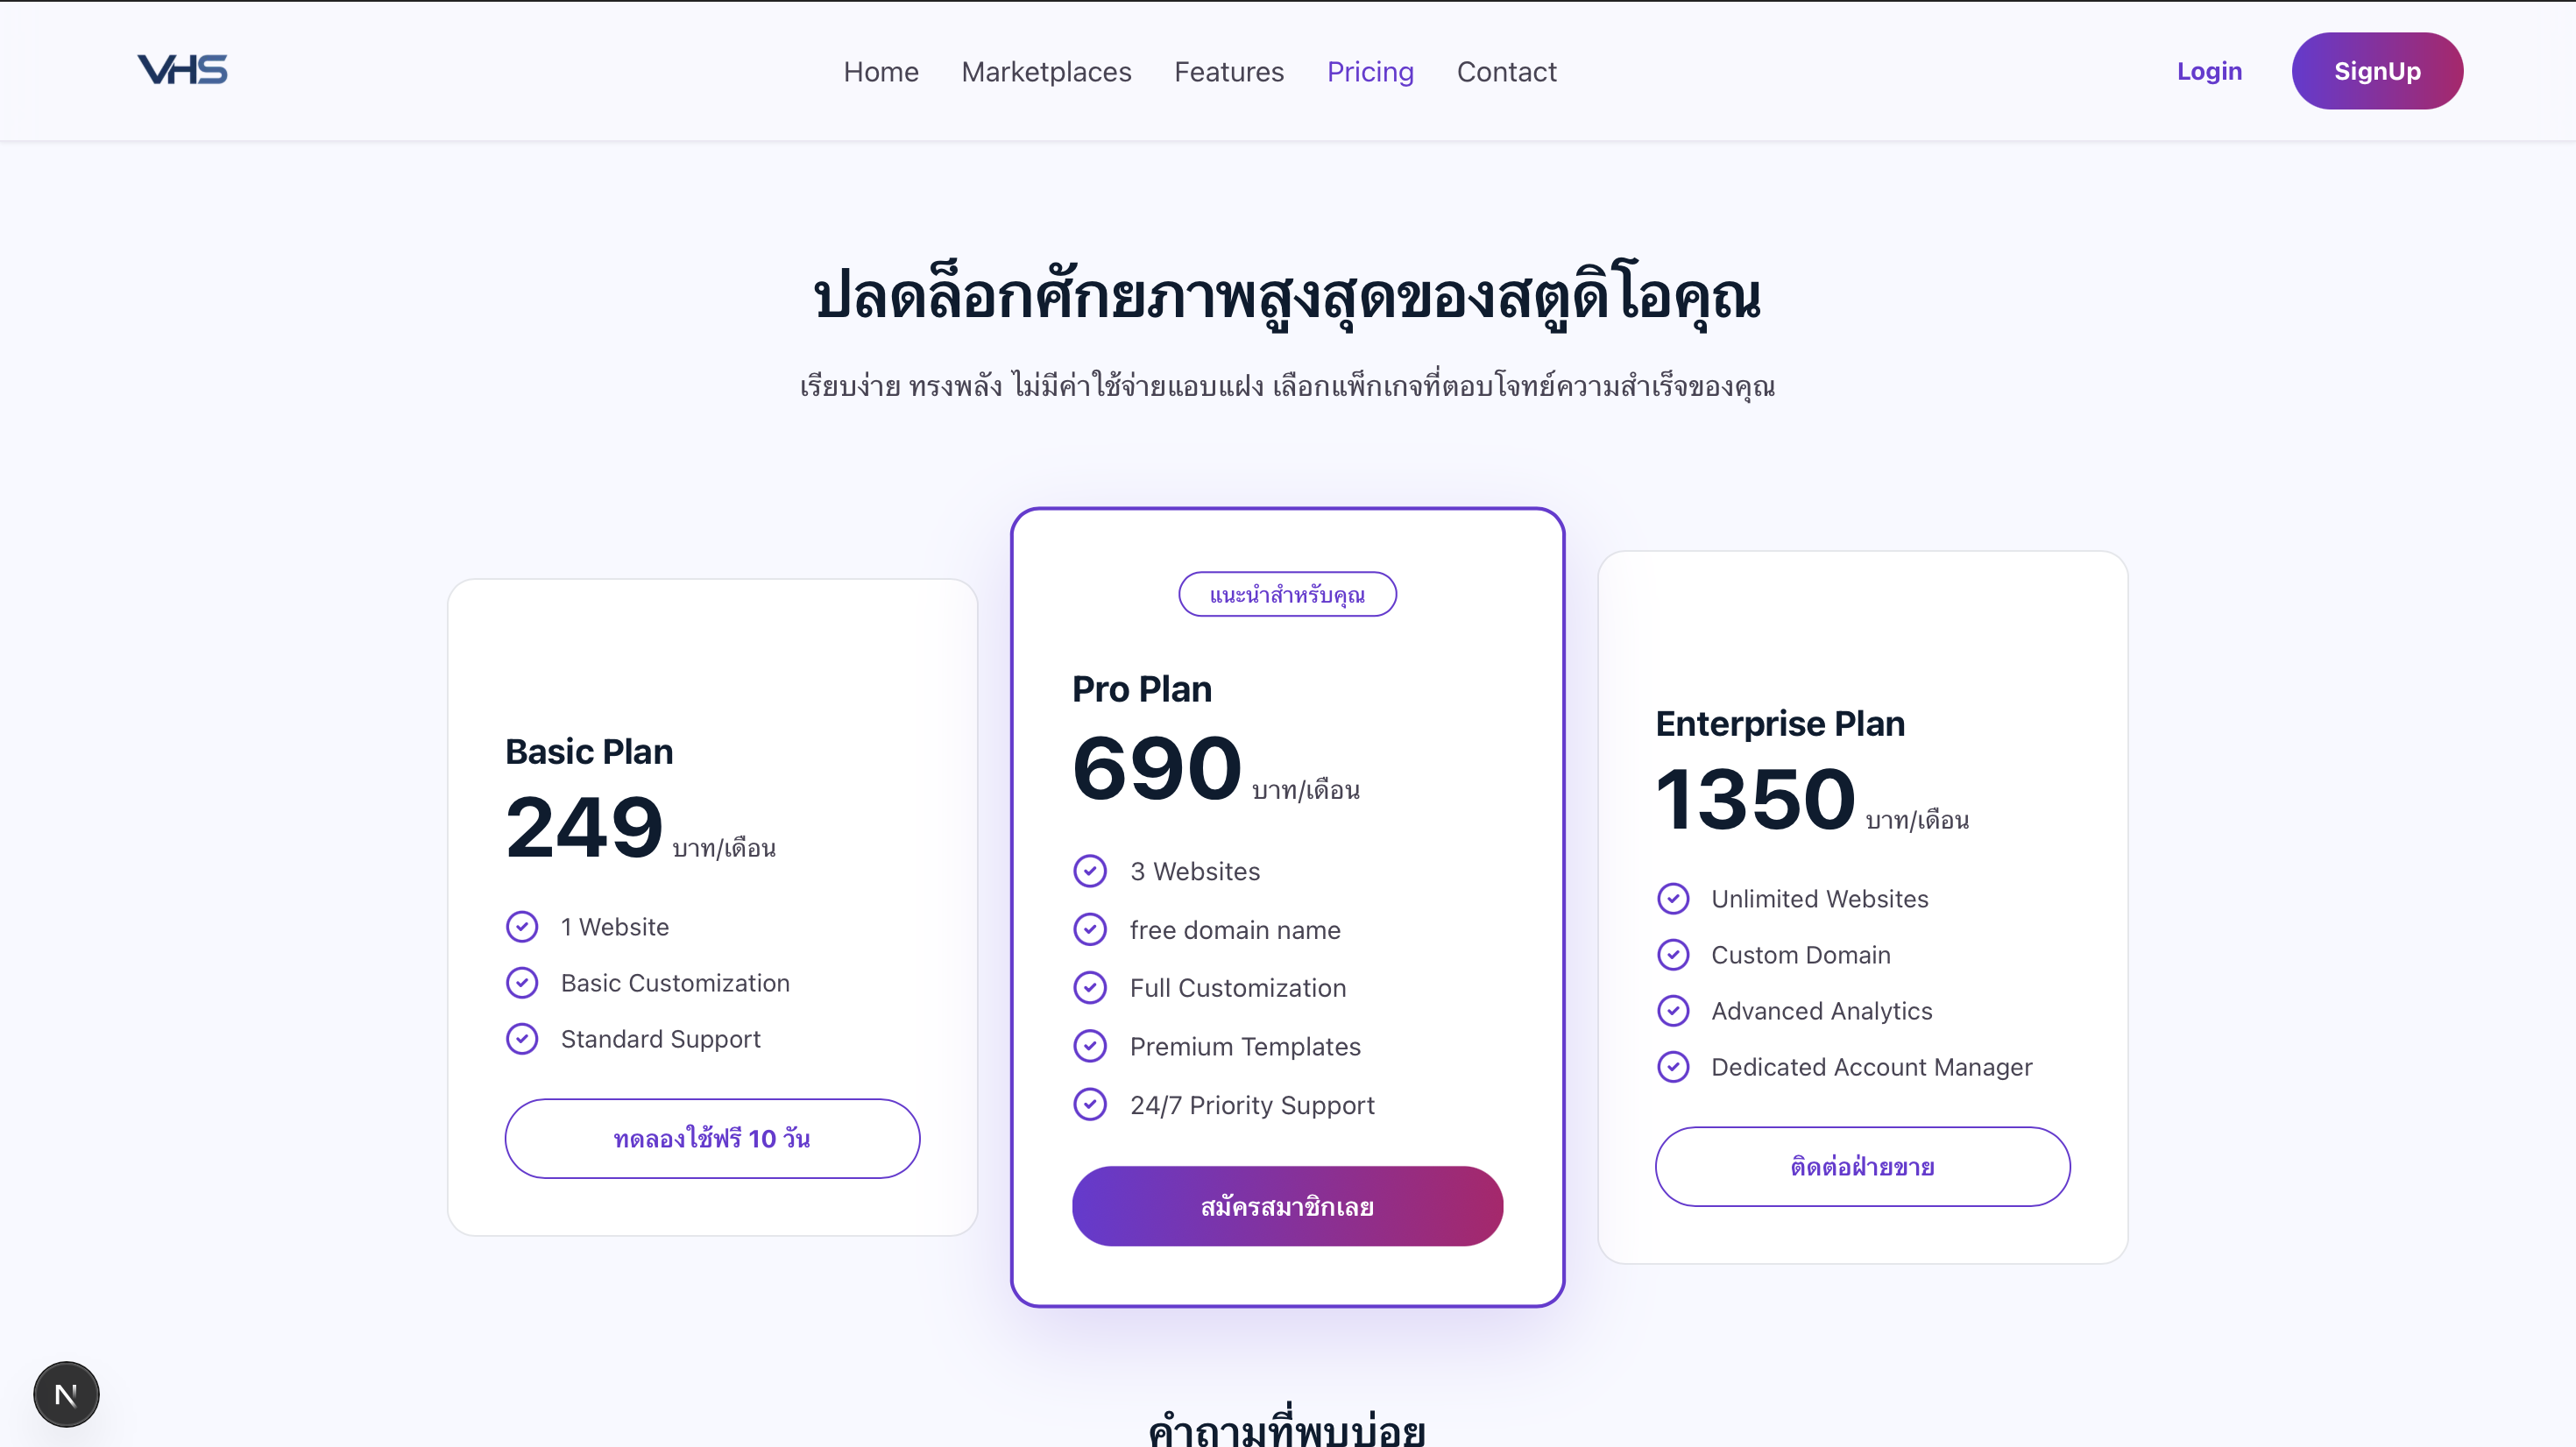 VHS
Home Marketplaces Features Pricing Contact
Login SignUp
ปลดล็อกศักยภาพสูงสุดของสตูดิโอคุณ
เรียบง่าย ทรงพลัง ไม่มีค่าใช้จ่ายแอบแฝง เลือกแพ็กเกจที่ตอบโจทย์ความสำเร็จของคุณ
Basic Plan
249 บาท/เดือน
1 Website
Basic Customization
Standard Support
ทดลองใช้ฟรี 10 วัน
แนะนำสำหรับคุณ
Pro Plan
690 บาท/เดือน
3 Websites
free domain name
Full Customization
Premium Templates
24/7 Priority Support
สมัครสมาชิกเลย
Enterprise Plan
1350 บาท/เดือน
Unlimited Websites
Custom Domain
Advanced Analytics
Dedicated Account Manager
ติดต่อฝ่ายขาย
N
คำถามที่พบบ่อย